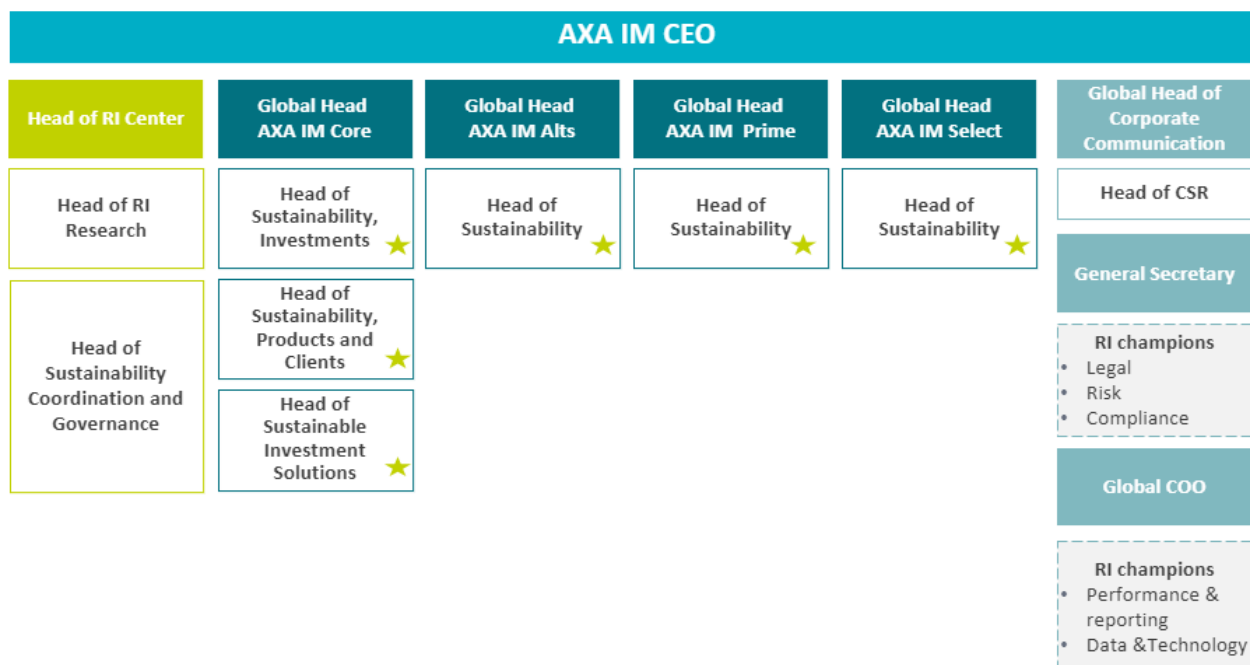 AXA IM CEO
Head of RI Center
Head of RI
Research
Head of
Sustainability
Coordination and
Governance
Global Head
AXA IM Core
Head of
Sustainability,
Investments
Head of
Sustainability,
Products and
Clients
Head of
Sustainable
Investment
Solutions
Global Head
AXA IM Alts
Head of
Sustainability
Global Head
AXA IM  Prime
Head of
Sustainability
Global Head
AXA IM Select
Head of
Sustainability
Global Head of
Corporate
Communication
Head of CSR
General Secretary
RI champions
• Legal
• Risk
• Compliance
Global COO
RI champions
• Performance &
reporting
• Data &Technology